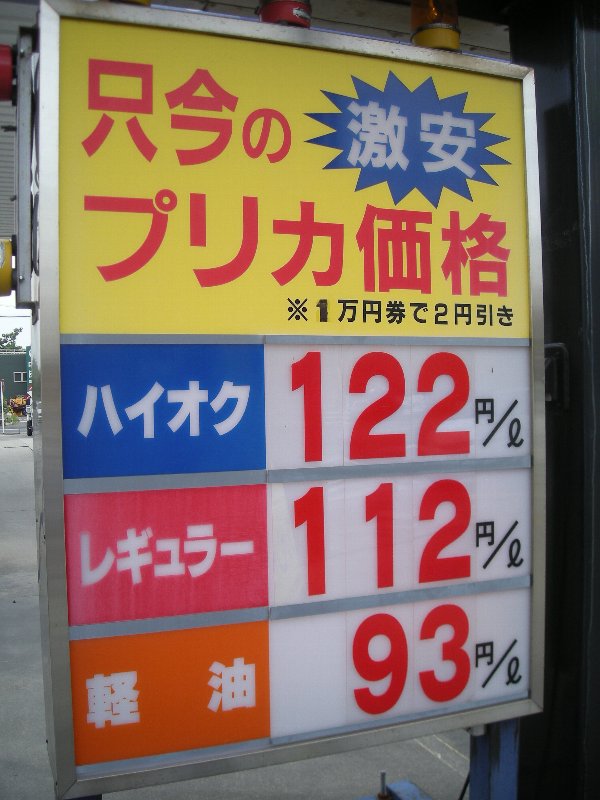 只今の 激安
プリカ価格
※1万円券で2円引き
ハイオク 122円/ℓ
レギュラー 112円/ℓ
軽油 93円/ℓ